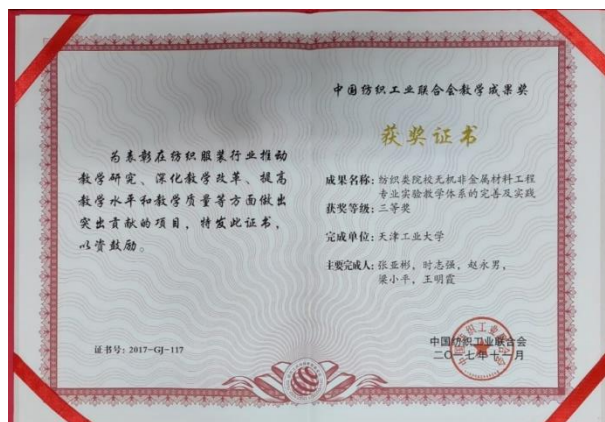 为表彰在纺织服装行业推动
教学研究、深化教学改革、提高
教学水平和教学质量等方面做出
突出贡献的项目，特发此证书，
以资鼓励。
证书号：2017-GJ-117
中国纺织工业联合会教学成果奖
获奖证书
成果名称：纺织类院校无机非金属材料工程
专业实验教学体系的完善及实践
获奖等级：三等奖
完成单位：天津工业大学
主要完成人：张亚彬，时志强，赵永男，
梁小平，王明霞
中国纺织工业联合会
二〇一七年十一月